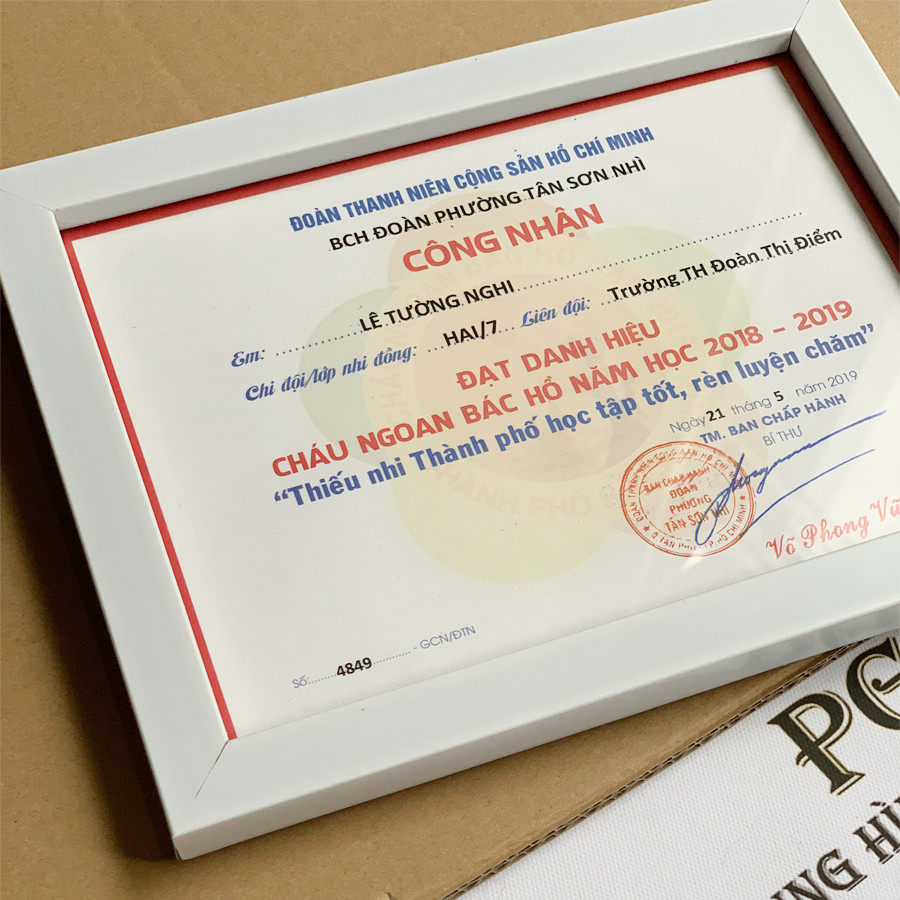 ĐOÀN THANH NIÊN CỘNG SẢN HỒ CHÍ MINH
BCH ĐOÀN PHƯỜNG TÂN SƠN NHÌ
CÔNG NHẬN
Em: LÊ TƯỜNG NGHI
Chi đội/lớp nhi đồng: HAI/7 Liên đội: Trường TH Đoàn Thị Điểm
ĐẠT DANH HIỆU
CHÁU NGOAN BÁC HỒ NĂM HỌC 2018 – 2019
“Thiếu nhi Thành phố học tập tốt, rèn luyện chăm”
Ngày 21 tháng 5 năm 2019
TM. BAN CHẤP HÀNH
BÍ THƯ
BAN CHẤP HÀNH
ĐOÀN
PHƯỜNG
TÂN SƠN NHÌ
Võ Phong Vũ
Số: 4849 - GCN/ĐTN